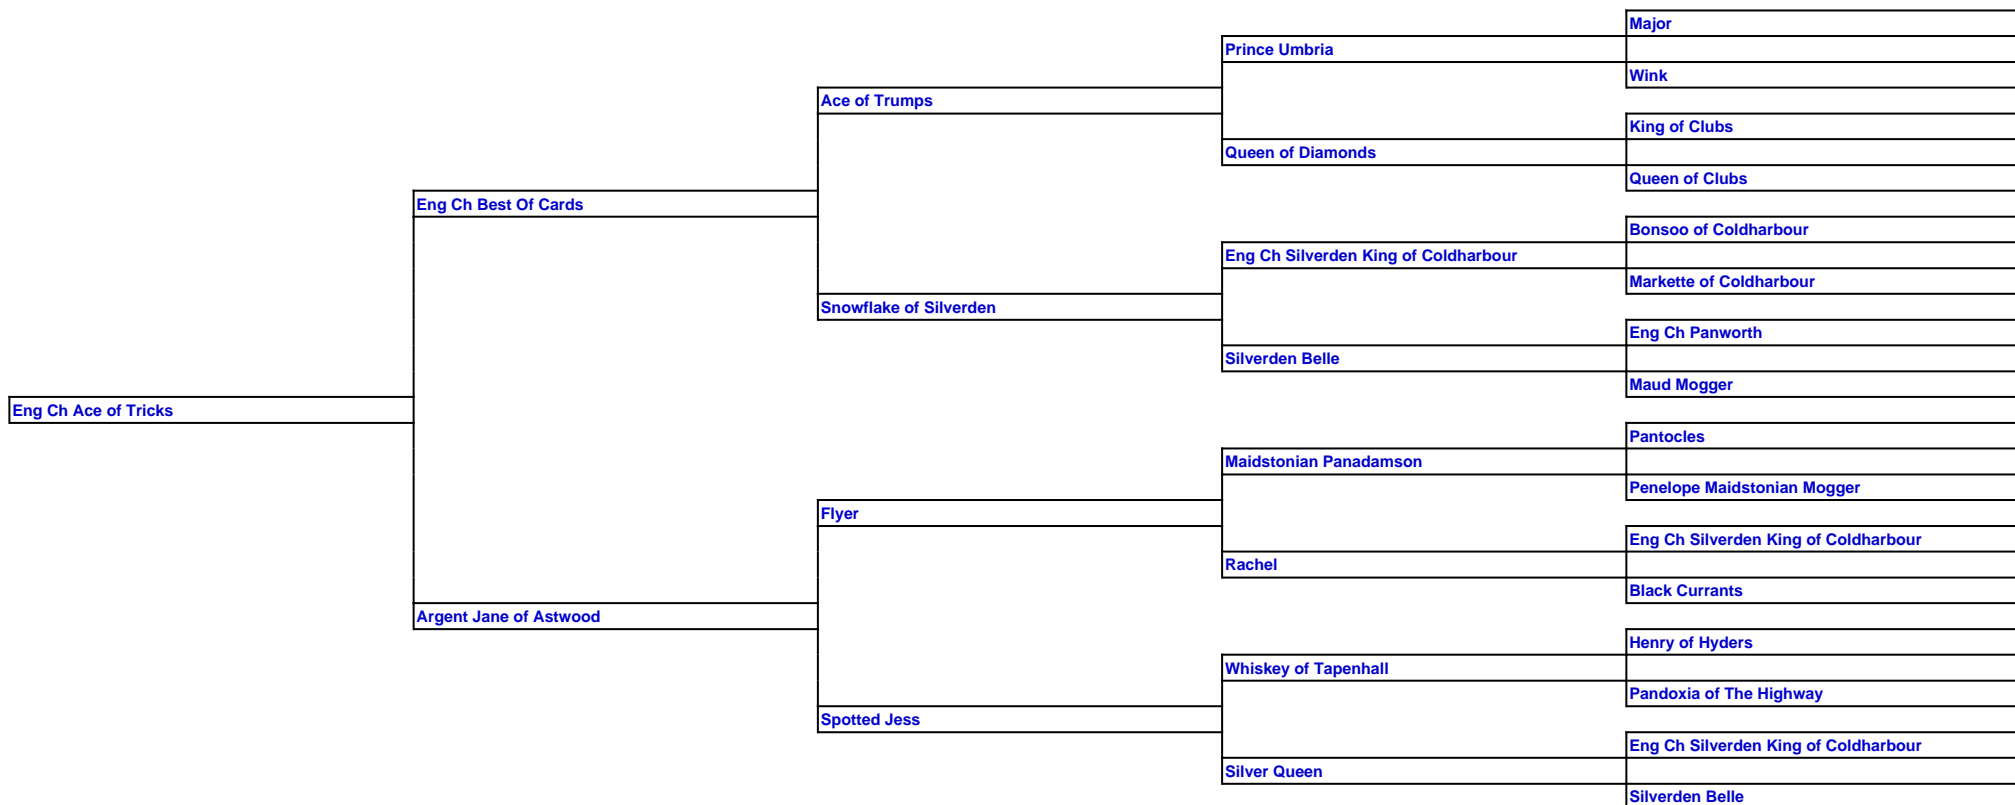 Major
Prince Umbria
Wink
Ace of Trumps
King of Clubs
Queen of Diamonds
Queen of Clubs
Eng Ch Best Of Cards
Bonsoo of Coldharbour
Eng Ch Silverden King of Coldharbour
Markette of Coldharbour
Snowflake of Silverden
Eng Ch Panworth
Silverden Belle
Maud Mogger
Eng Ch Ace of Tricks
Pantocles
Maidstonian Panadamson
Penelope Maidstonian Mogger
Flyer
Eng Ch Silverden King of Coldharbour
Rachel
Black Currants
Argent Jane of Astwood
Henry of Hyders
Whiskey of Tapenhall
Pandoxia of The Highway
Spotted Jess
Eng Ch Silverden King of Coldharbour
Silver Queen
Silverden Belle